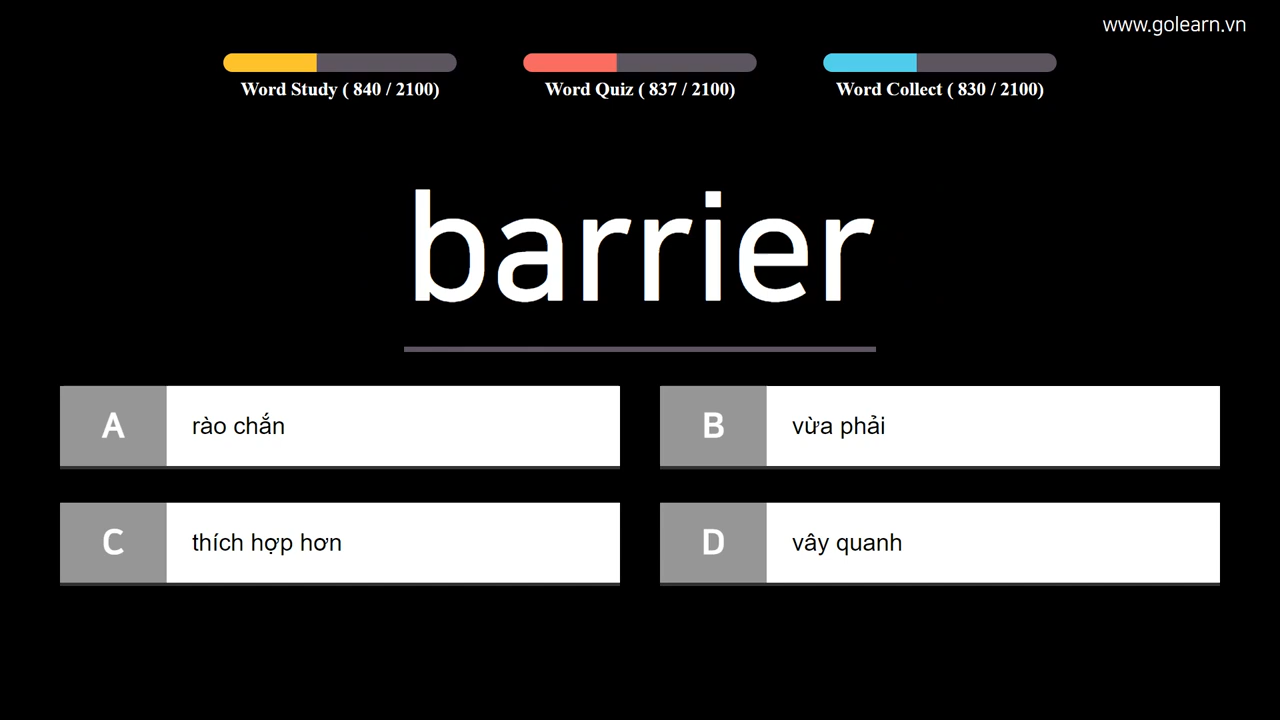 www.golearn.vn
Word Study ( 840 / 2100)
Word Quiz ( 837 / 2100)
Word Collect ( 830 / 2100)
barrier
A rào chắn
B vừa phải
C thích hợp hơn
D vây quanh